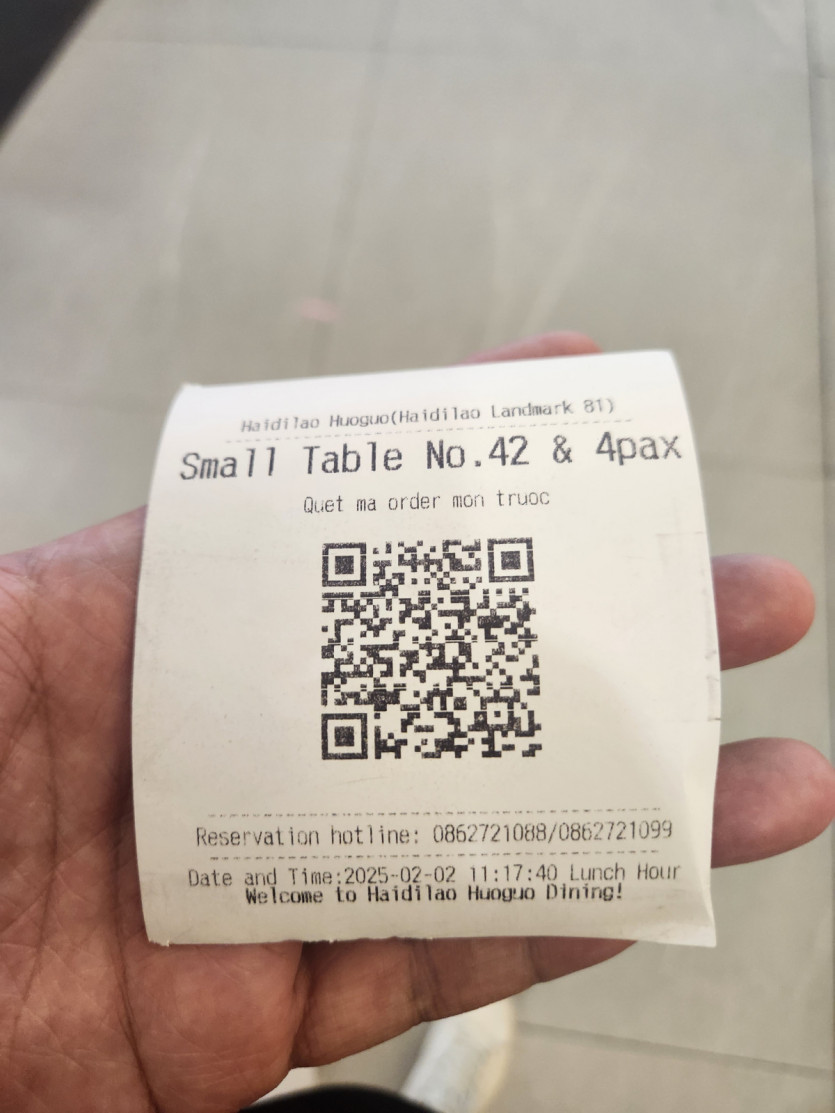 Haidilao Huoguo(Haidilao Landmark 81)
Small Table No.42 & 4pax
Quet ma order mon truoc
Reservation hotline: 0862721088/0862721099
Date and Time:2025-02-02 11:17:40 Lunch Hour
Welcome to Haidilao Huoguo Dining!